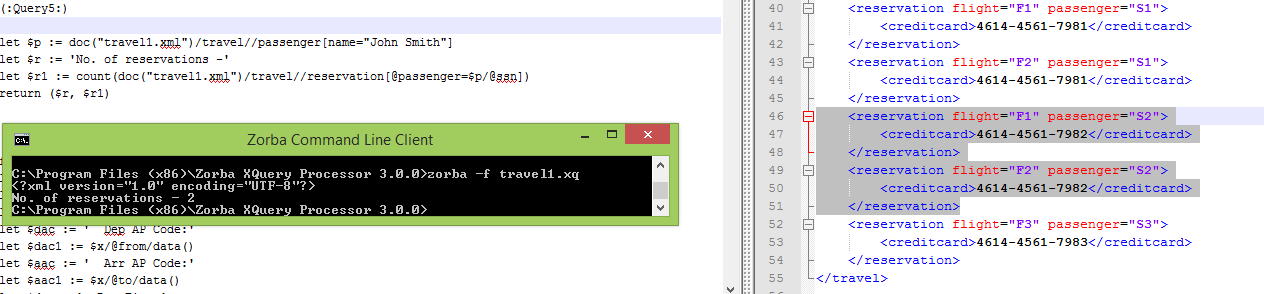 (:Query5:)
let $p := doc("travel1.xml")/travel//passenger[name="John Smith"]
let $r := 'No. of reservations -'
let $r1 := count(doc("travel1.xml")/travel//reservation[@passenger=$p/@ssn])
return ($r, $r1)
Zorba Command Line Client
C:\Program Files (x86)\Zorba XQuery Processor 3.0.0>zorba -f travel1.xq
<?xml version="1.0" encoding="UTF-8"?>
No. of reservations - 2
C:\Program Files (x86)\Zorba XQuery Processor 3.0.0>
let $dac := '  Dep AP Code:'
let $dac1 := $x/@from/data()
let $aac := '  Arr AP Code:'
let $aac1 := $x/@to/data()
40 <reservation flight="F1" passenger="S1">
41 <creditcard>4614-4561-7981</creditcard>
42 </reservation>
43 <reservation flight="F2" passenger="S1">
44 <creditcard>4614-4561-7981</creditcard>
45 </reservation>
46 <reservation flight="F1" passenger="S2">
47 <creditcard>4614-4561-7982</creditcard>
48 </reservation>
49 <reservation flight="F2" passenger="S2">
50 <creditcard>4614-4561-7982</creditcard>
51 </reservation>
52 <reservation flight="F3" passenger="S3">
53 <creditcard>4614-4561-7983</creditcard>
54 </reservation>
55 </travel>